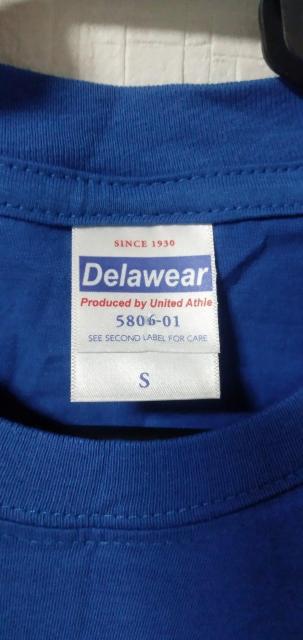 SINCE 1930
Delawear
Produced by United Athle
5806-01
SEE SECOND LABEL FOR CARE
S